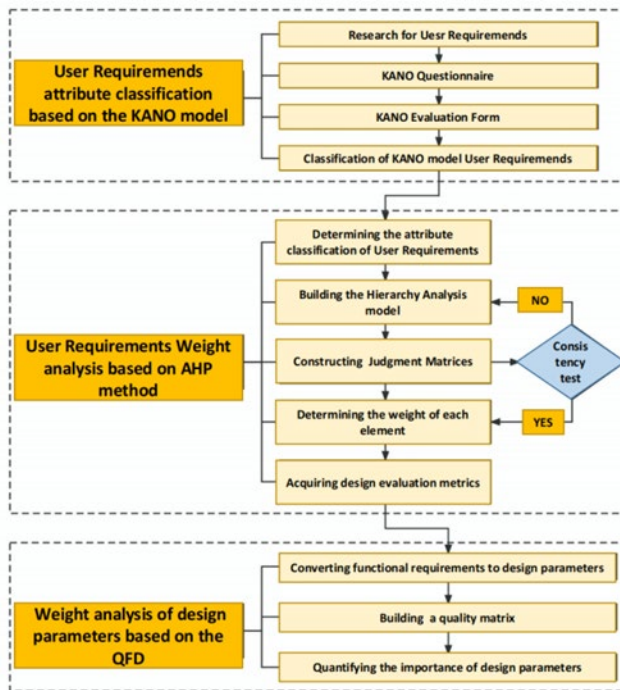 Research for Uesr Requiremends
User Requiremends
attribute classification
based on the KANO model
KANO Questionnaire
KANO Evaluation Form
Classification of KANO model User Requiremends
Determining the attribute
classification of User Requirements
Building the Hierarchy Analysis
model
NO
User Requirements Weight
analysis based on AHP
method
Constructing Judgment Matrices
Consis
tency
test
Determining the weight of each
element
YES
Acquiring design evaluation metrics
Converting functional requirements to design parameters
Weight analysis of design
parameters based on the
QFD
Building a quality matrix
Quantifying the importance of design parameters